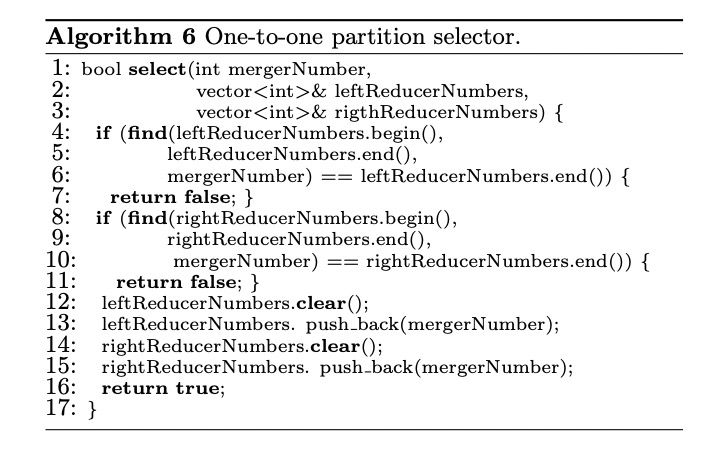 Algorithm 6 One-to-one partition selector.
1: bool select(int mergerNumber,
2: vector<int>& leftReducerNumbers,
3: vector<int>& rigthReducerNumbers) {
4: if (find(leftReducerNumbers.begin(),
5: leftReducerNumbers.end(),
6: mergerNumber) == leftReducerNumbers.end()) {
7: return false; }
8: if (find(rightReducerNumbers.begin(),
9: rightReducerNumbers.end(),
10: mergerNumber) == rightReducerNumbers.end()) {
11: return false; }
12: leftReducerNumbers.clear();
13: leftReducerNumbers. push_back(mergerNumber);
14: rightReducerNumbers.clear();
15: rightReducerNumbers. push_back(mergerNumber);
16: return true;
17: }